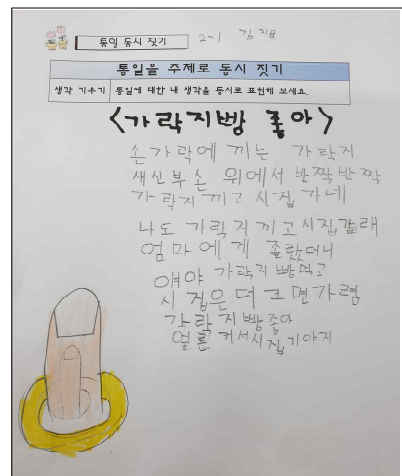 통일 동시 짓기
2-1 김지표
통일을 주제로 동시 짓기
생각 키우기 통일에 대한 내 생각을 동시로 표현해 보세요.
<가락지빵 좋아>
손가락에 끼는 가락지
새신부 손 위에서 반짝반짝
가락지 끼고 시집 가네
나도 가락지 끼고 시집 갈래
엄마에게 졸랐더니
얘야 가락지빵 먹고
시집은 더 크면 가렴
가락지빵 좋아
얼른 커서 시집 기야지